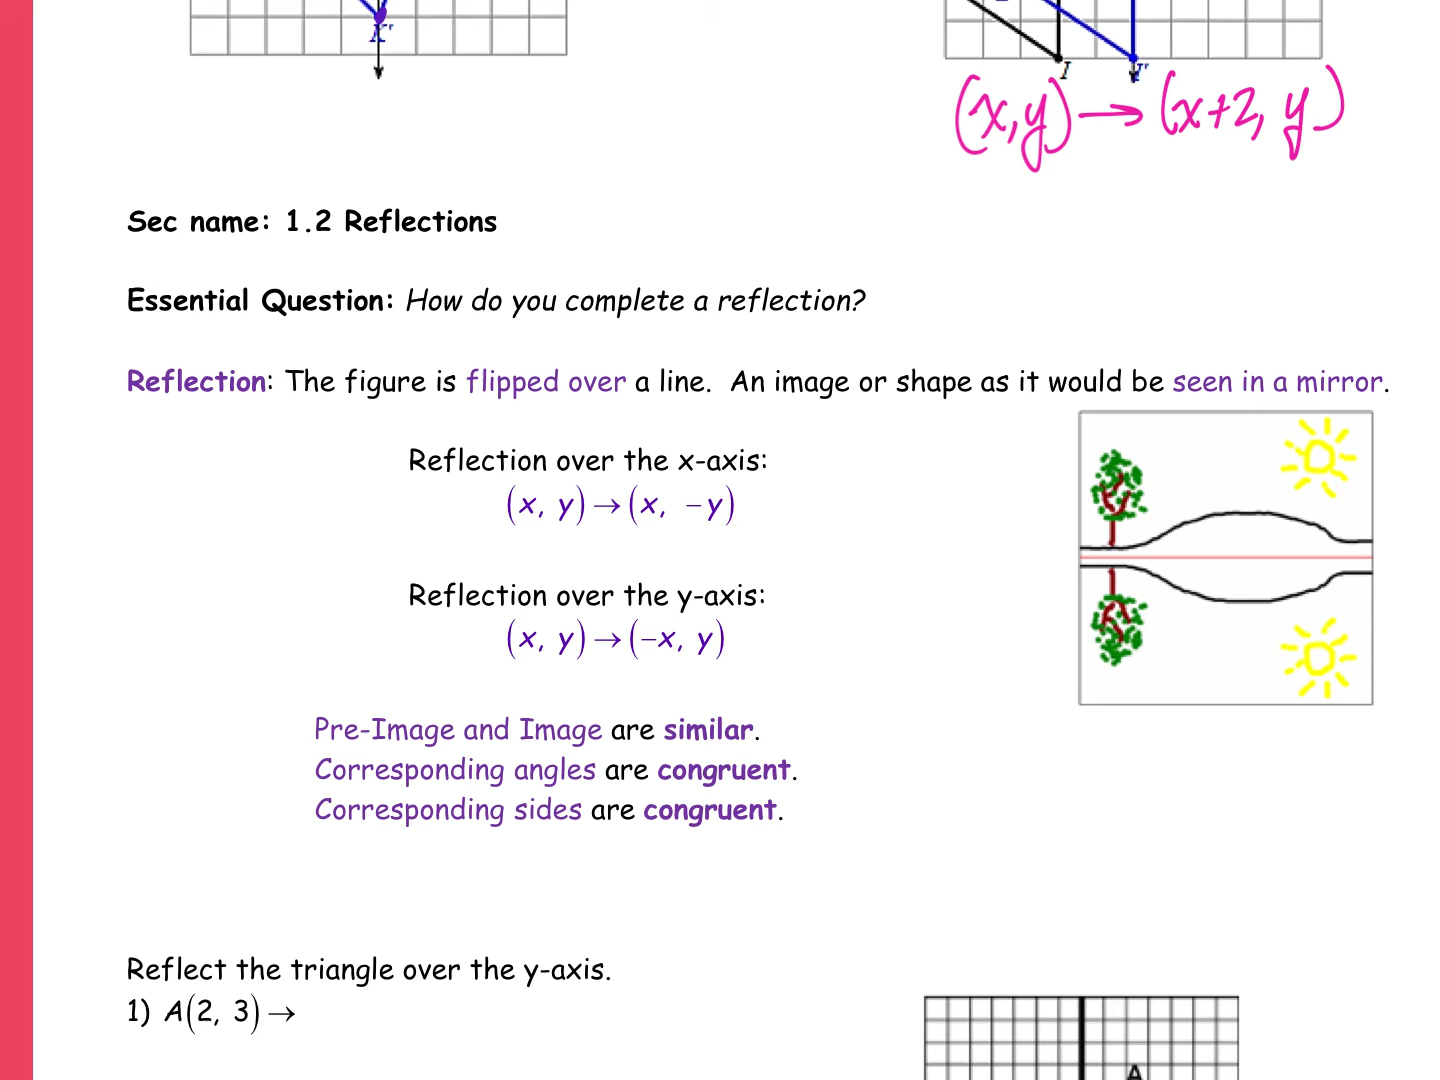 I
I'
(x,y) → (x+2, y)
Sec name: 1.2 Reflections
Essential Question: How do you complete a reflection?
Reflection: The figure is flipped over a line. An image or shape as it would be seen in a mirror.
Reflection over the x-axis:
(x, y) → (x, -y)
Reflection over the y-axis:
(x, y) → (-x, y)
Pre-Image and Image are similar.
Corresponding angles are congruent.
Corresponding sides are congruent.
Reflect the triangle over the y-axis.
1) A(2, 3) →
A